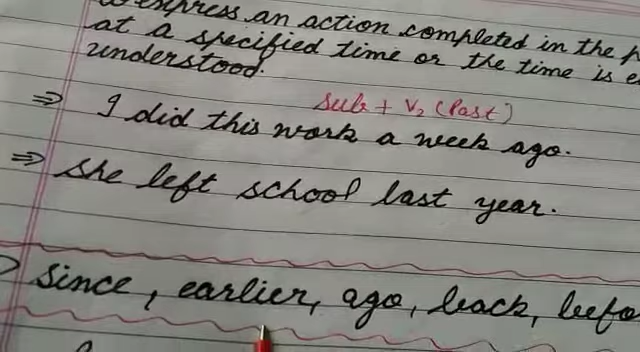 to express an action completed in the
at a specified time or the time is
understood.
Sub + V₂ (Past)
⇒ I did this work a week ago.
⇒ She left school last year.
since, earlier, ago, back,